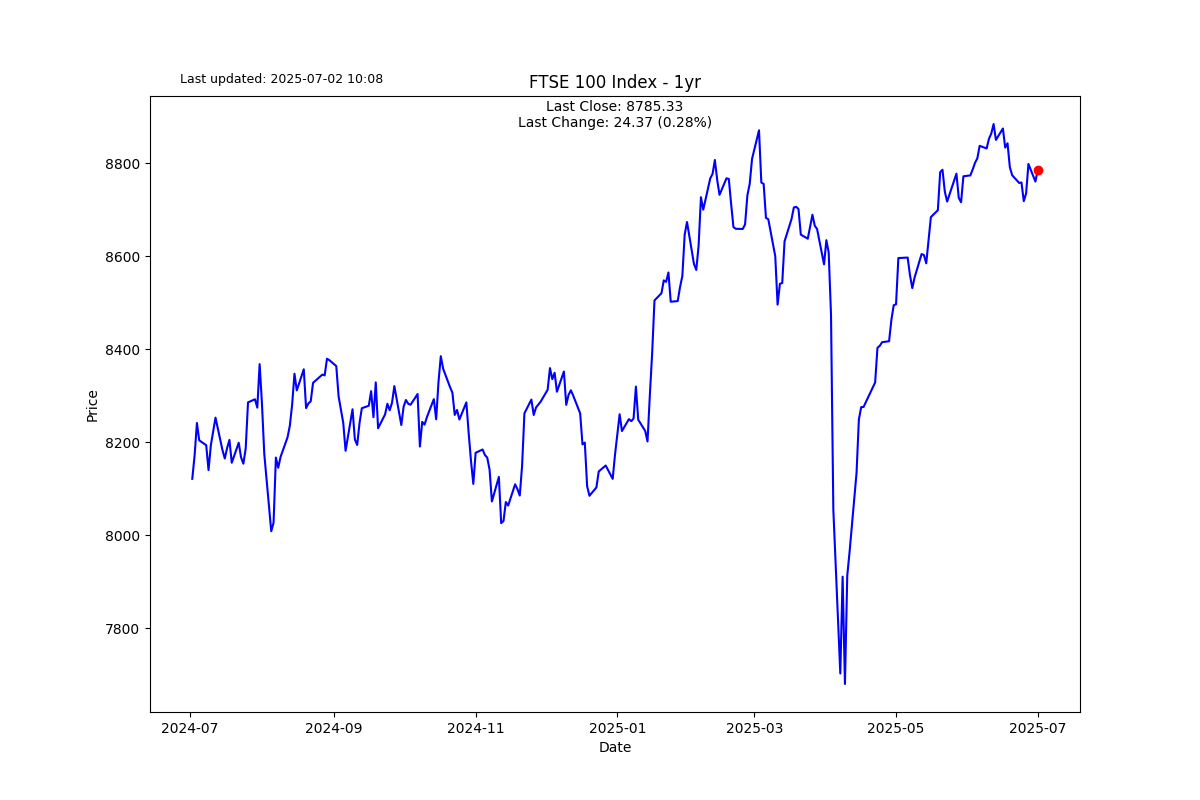 Last updated: 2025-07-02 10:08
FTSE 100 Index - 1yr
Last Close: 8785.33
Last Change: 24.37 (0.28%)
Price
8800
8600
8400
8200
8000
7800
2024-07
2024-09
2024-11
2025-01
2025-03
2025-05
2025-07
Date